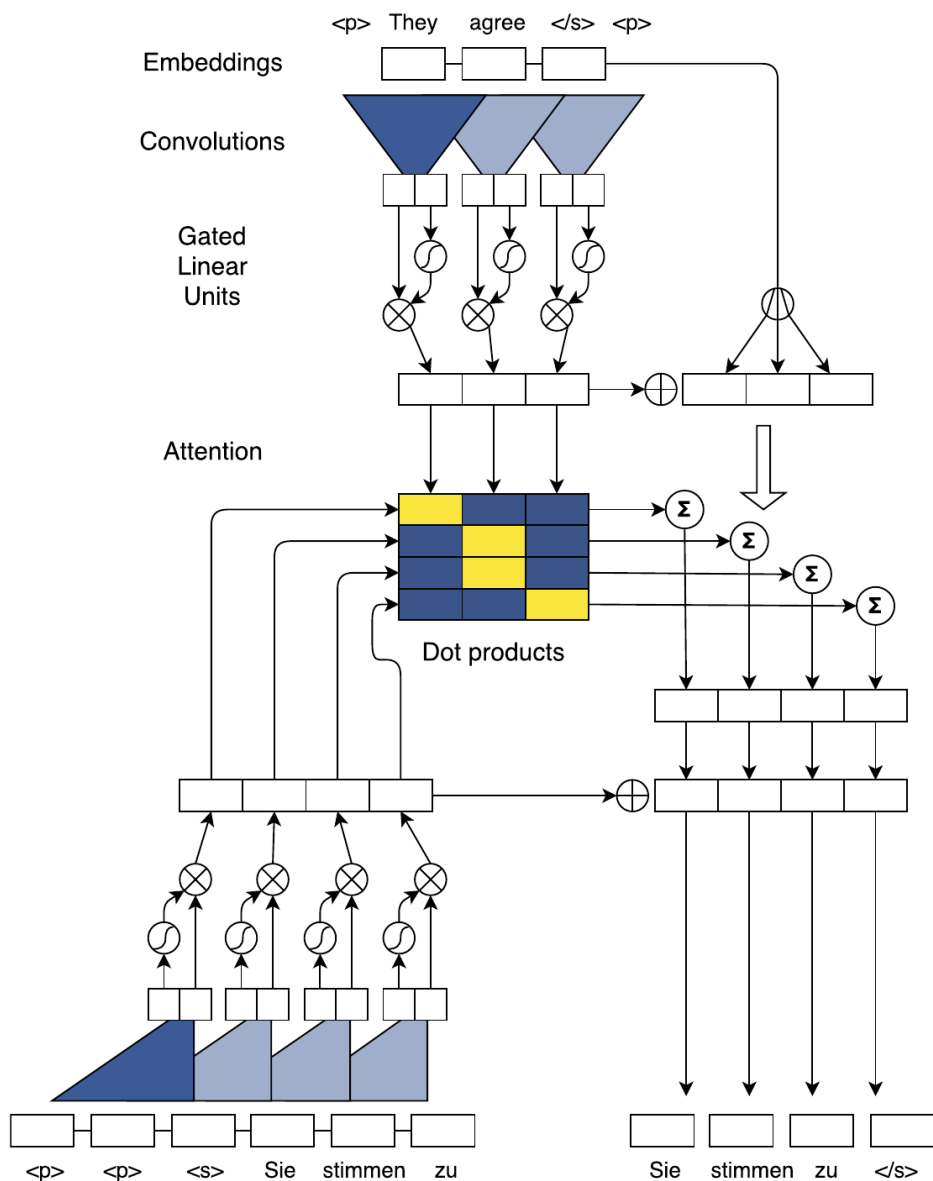 <p> They agree </s> <p>
Embeddings
Convolutions
Gated
Linear
Units
Attention
Σ
Σ
Σ
Σ
Dot products
<p> <p> <s> Sie stimmen zu
Sie stimmen zu </s>